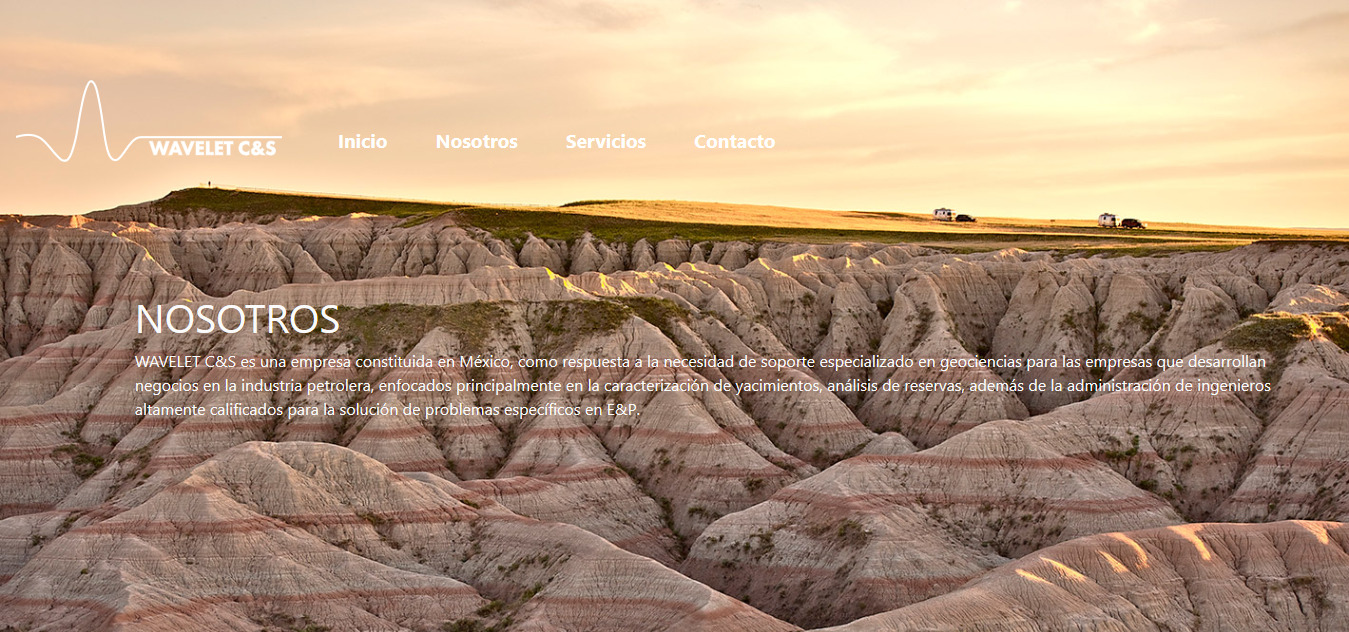 WAVELET C&S
Inicio Nosotros Servicios Contacto
NOSOTROS
WAVELET C&S es una empresa constituida en México, como respuesta a la necesidad de soporte especializado en geociencias para las empresas que desarrollan
negocios en la industria petrolera, enfocados principalmente en la caracterización de yacimientos, análisis de reservas, además de la administración de ingenieros
altamente calificados para la solución de problemas específicos en E&P.